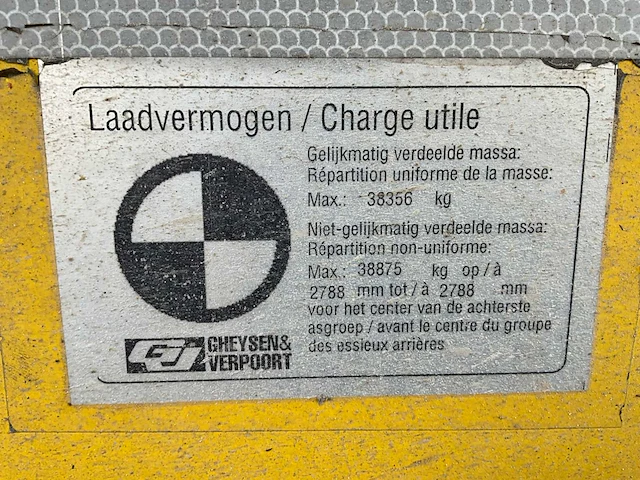 Laadvermogen / Charge utile
Gelijkmatig verdeelde massa:
Répartition uniforme de la masse:
Max.: 38356 kg
Niet-gelijkmatig verdeelde massa:
Répartition non-uniforme:
Max.: 38875 kg op / à
2788 mm tot / à 2788 mm
voor het center van de achterste
asgroep / avant le centre du groupe
des essieux arrières
GHEYSEN&
VERPOORT